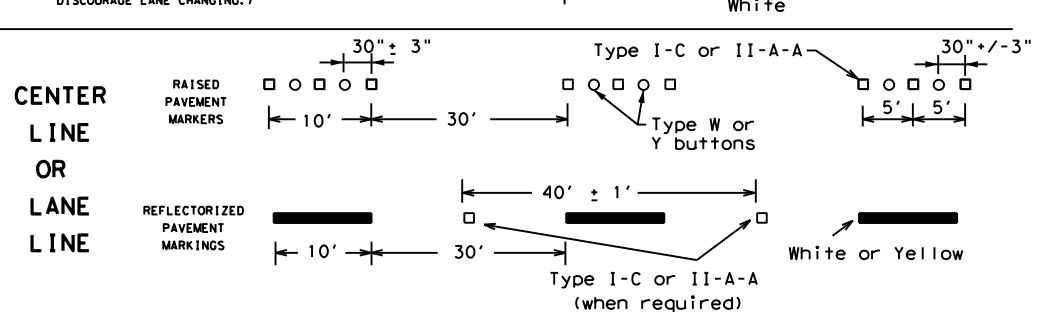 DISCOURAGE LANE CHANGING.)
White
CENTER
LINE
OR
LANE
LINE
RAISED
PAVEMENT
MARKERS
30"± 3"
Type I-C or II-A-A
30"+/-3"
10'
30'
Type W or
Y buttons
5'
5'
40' ± 1'
REFLECTORIZED
PAVEMENT
MARKINGS
10'
30'
Type I-C or II-A-A
(when required)
White or Yellow